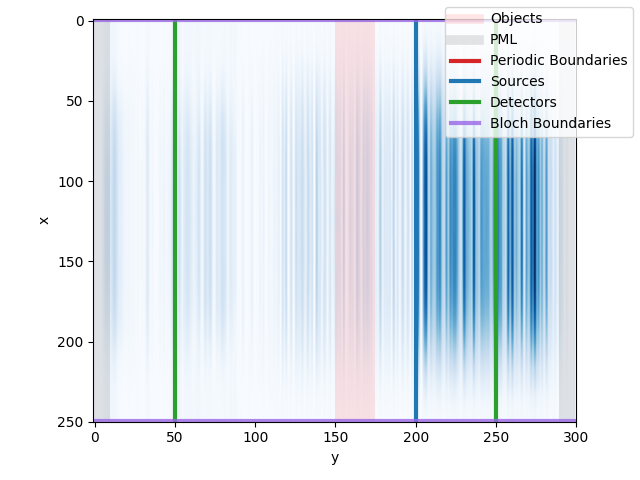 Objects
PML
Periodic Boundaries
Sources
Detectors
Bloch Boundaries
0
50
100
150
200
250
x
0
50
100
150
200
250
300
y